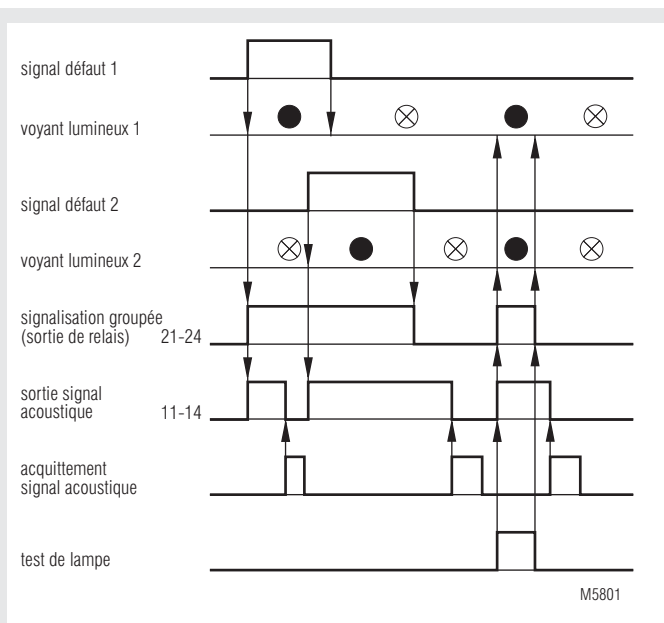 signal défaut 1
voyant lumineux 1
signal défaut 2
voyant lumineux 2
signalisation groupée
(sortie de relais) 21-24
sortie signal
acoustique 11-14
acquittement
signal acoustique
test de lampe
M5801